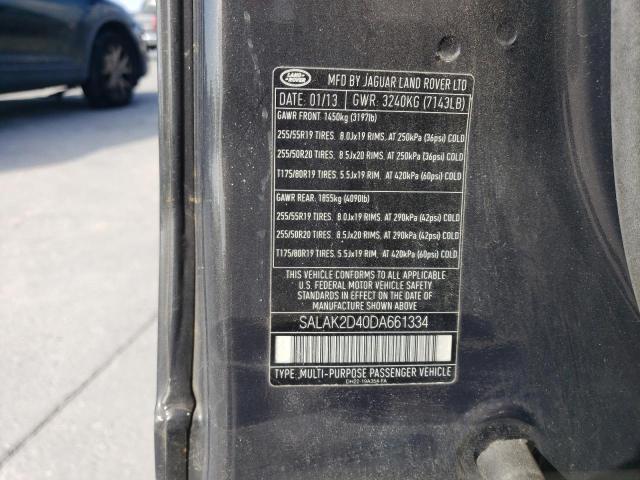 LAND ROVER
MFD BY JAGUAR LAND ROVER LTD
DATE: 01/13 GWR: 3240KG (7143LB)
GAWR FRONT: 1450kg (3197lb)
255/55R19 TIRES. 8.0Jx19 RIMS. AT 250kPa (36psi) COLD
255/50R20 TIRES. 8.5Jx20 RIMS. AT 250kPa (36psi) COLD
T175/80R19 TIRES. 5.5Jx19 RIM. AT 420kPa (60psi) COLD
GAWR REAR. 1855kg (4090lb)
255/55R19 TIRES. 8.0Jx19 RIMS. AT 290kPa (42psi) COLD
255/50R20 TIRES. 8.5Jx20 RIMS. AT 290kPa (42psi) COLD
T175/80R19 TIRES. 5.5Jx19 RIM. AT 420kPa (60psi) COLD
THIS VEHICLE CONFORMS TO ALL APPLICABLE
U.S. FEDERAL MOTOR VEHICLE SAFETY
STANDARDS IN EFFECT ON THE DATE OF
MANUFACTURE SHOWN ABOVE
SALAK2D40DA661334
TYPE: MULTI-PURPOSE PASSENGER VEHICLE
DH22-19A354-FA